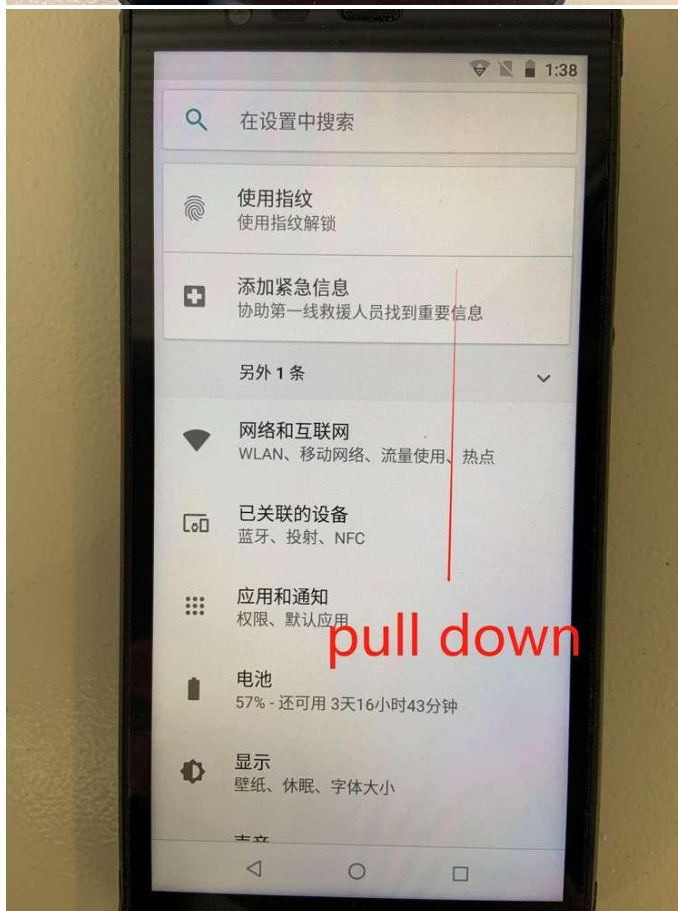 1:38
在设置中搜索
使用指纹
使用指纹解锁
添加紧急信息
协助第一线救援人员找到重要信息
另外 1 条
网络和互联网
WLAN、移动网络、流量使用、热点
已关联的设备
蓝牙、投射、NFC
应用和通知
权限、默认应用
pull down
电池
57% - 还可用 3天16小时43分钟
显示
壁纸、休眠、字体大小